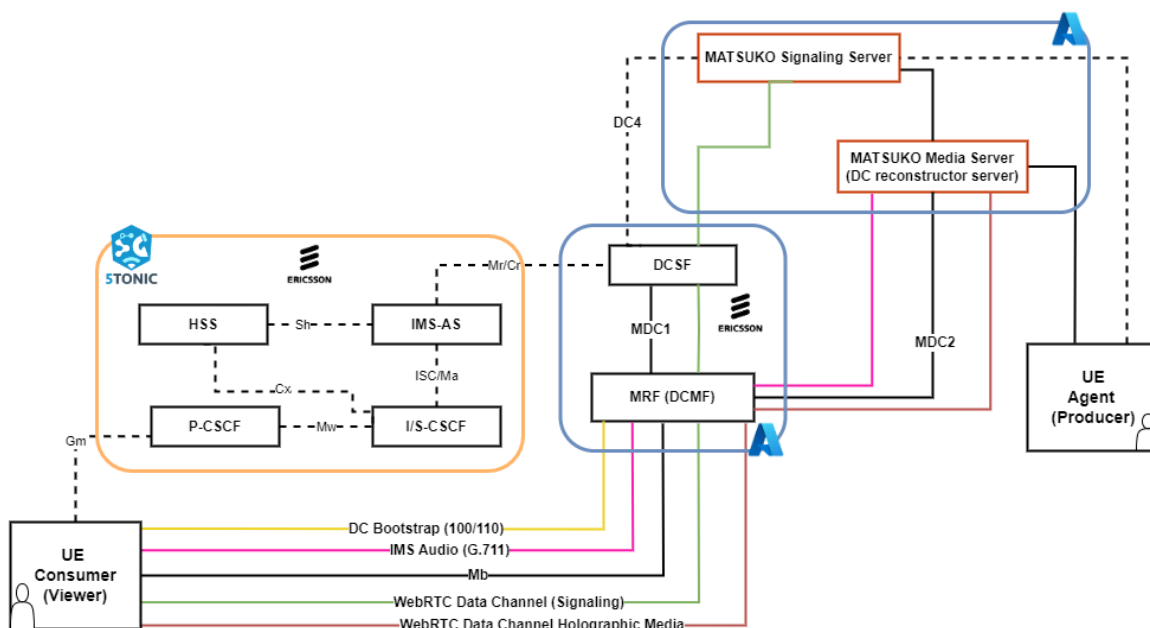 MATSUKO Signaling Server
DC4
MATSUKO Media Server
(DC reconstructor server)
5TONIC
ERICSSON
Mr/Cr
DCSF
HSS
Sh
IMS-AS
MDC1
ERICSSON
MDC2
ISC/Ma
Cx
MRF (DCMF)
UE
Agent
(Producer)
P-CSCF
Mw
I/S-CSCF
Gm
DC Bootstrap (100/110)
IMS Audio (G.711)
UE
Consumer
(Viewer)
Mb
WebRTC Data Channel (Signaling)
WebRTC Data Channel Holographic Media